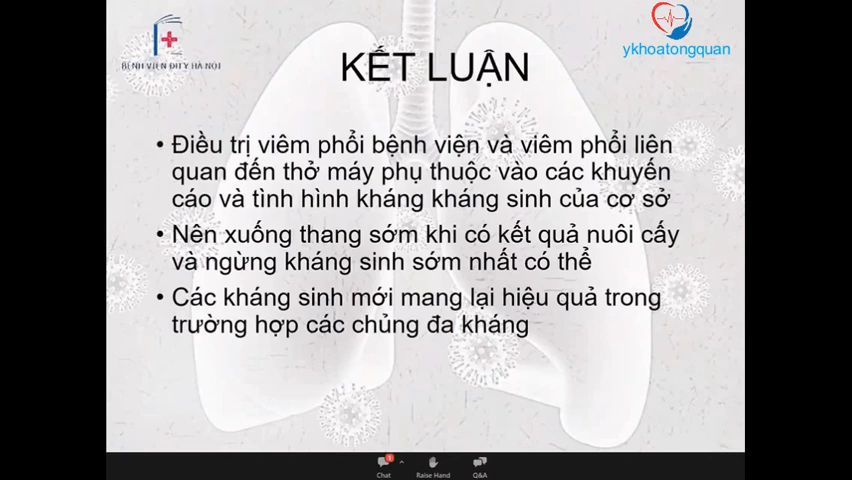 BỆNH VIỆN ĐH Y HÀ NỘI
ykhoatongquan
KẾT LUẬN
• Điều trị viêm phổi bệnh viện và viêm phổi liên
quan đến thở máy phụ thuộc vào các khuyến
cáo và tình hình kháng kháng sinh của cơ sở
• Nên xuống thang sớm khi có kết quả nuôi cấy
và ngừng kháng sinh sớm nhất có thể
• Các kháng sinh mới mang lại hiệu quả trong
trường hợp các chủng đa kháng
1
Chat
Raise Hand
Q&A